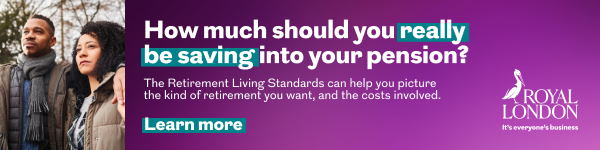 How much should you really
be saving into your pension?
The Retirement Living Standards can help you picture
the kind of retirement you want, and the costs involved.
Learn more
ROYAL
LONDON
It's everyone's business